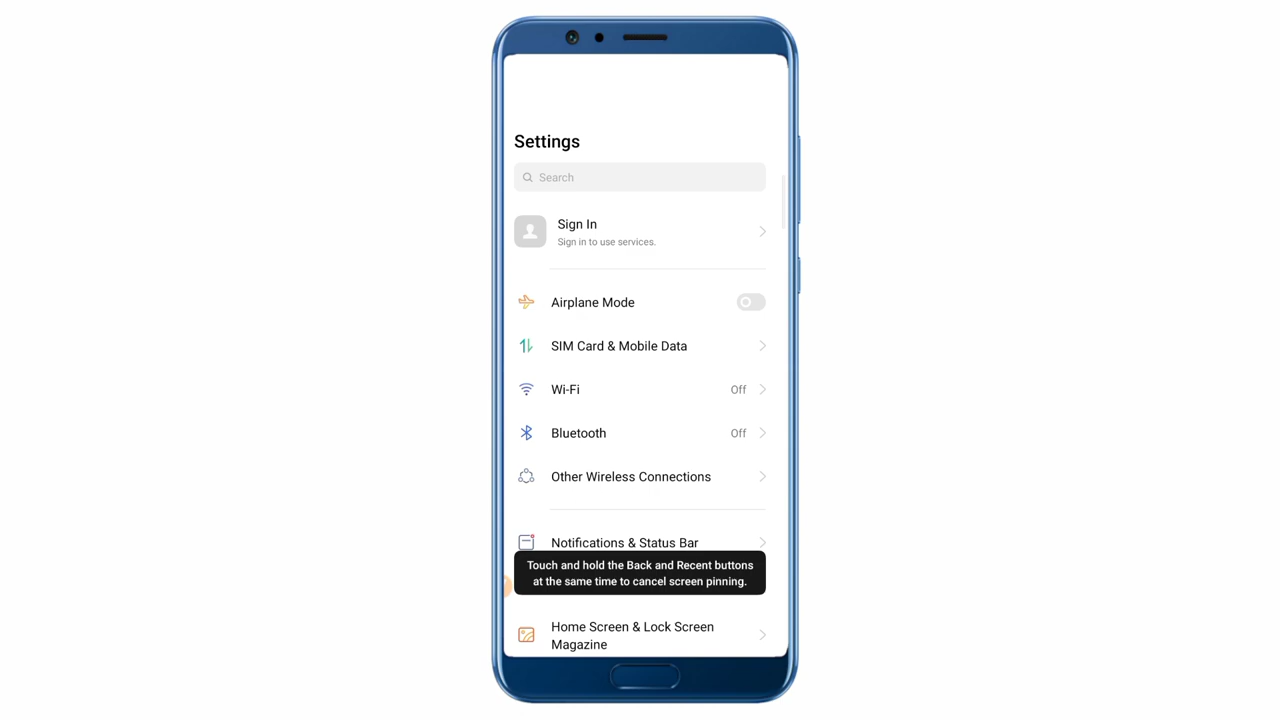 Settings
Search
Sign In
Sign in to use services.
Airplane Mode
SIM Card & Mobile Data
Wi-Fi Off
Bluetooth Off
Other Wireless Connections
Notifications & Status Bar
Touch and hold the Back and Recent buttons
at the same time to cancel screen pinning.
Home Screen & Lock Screen
Magazine